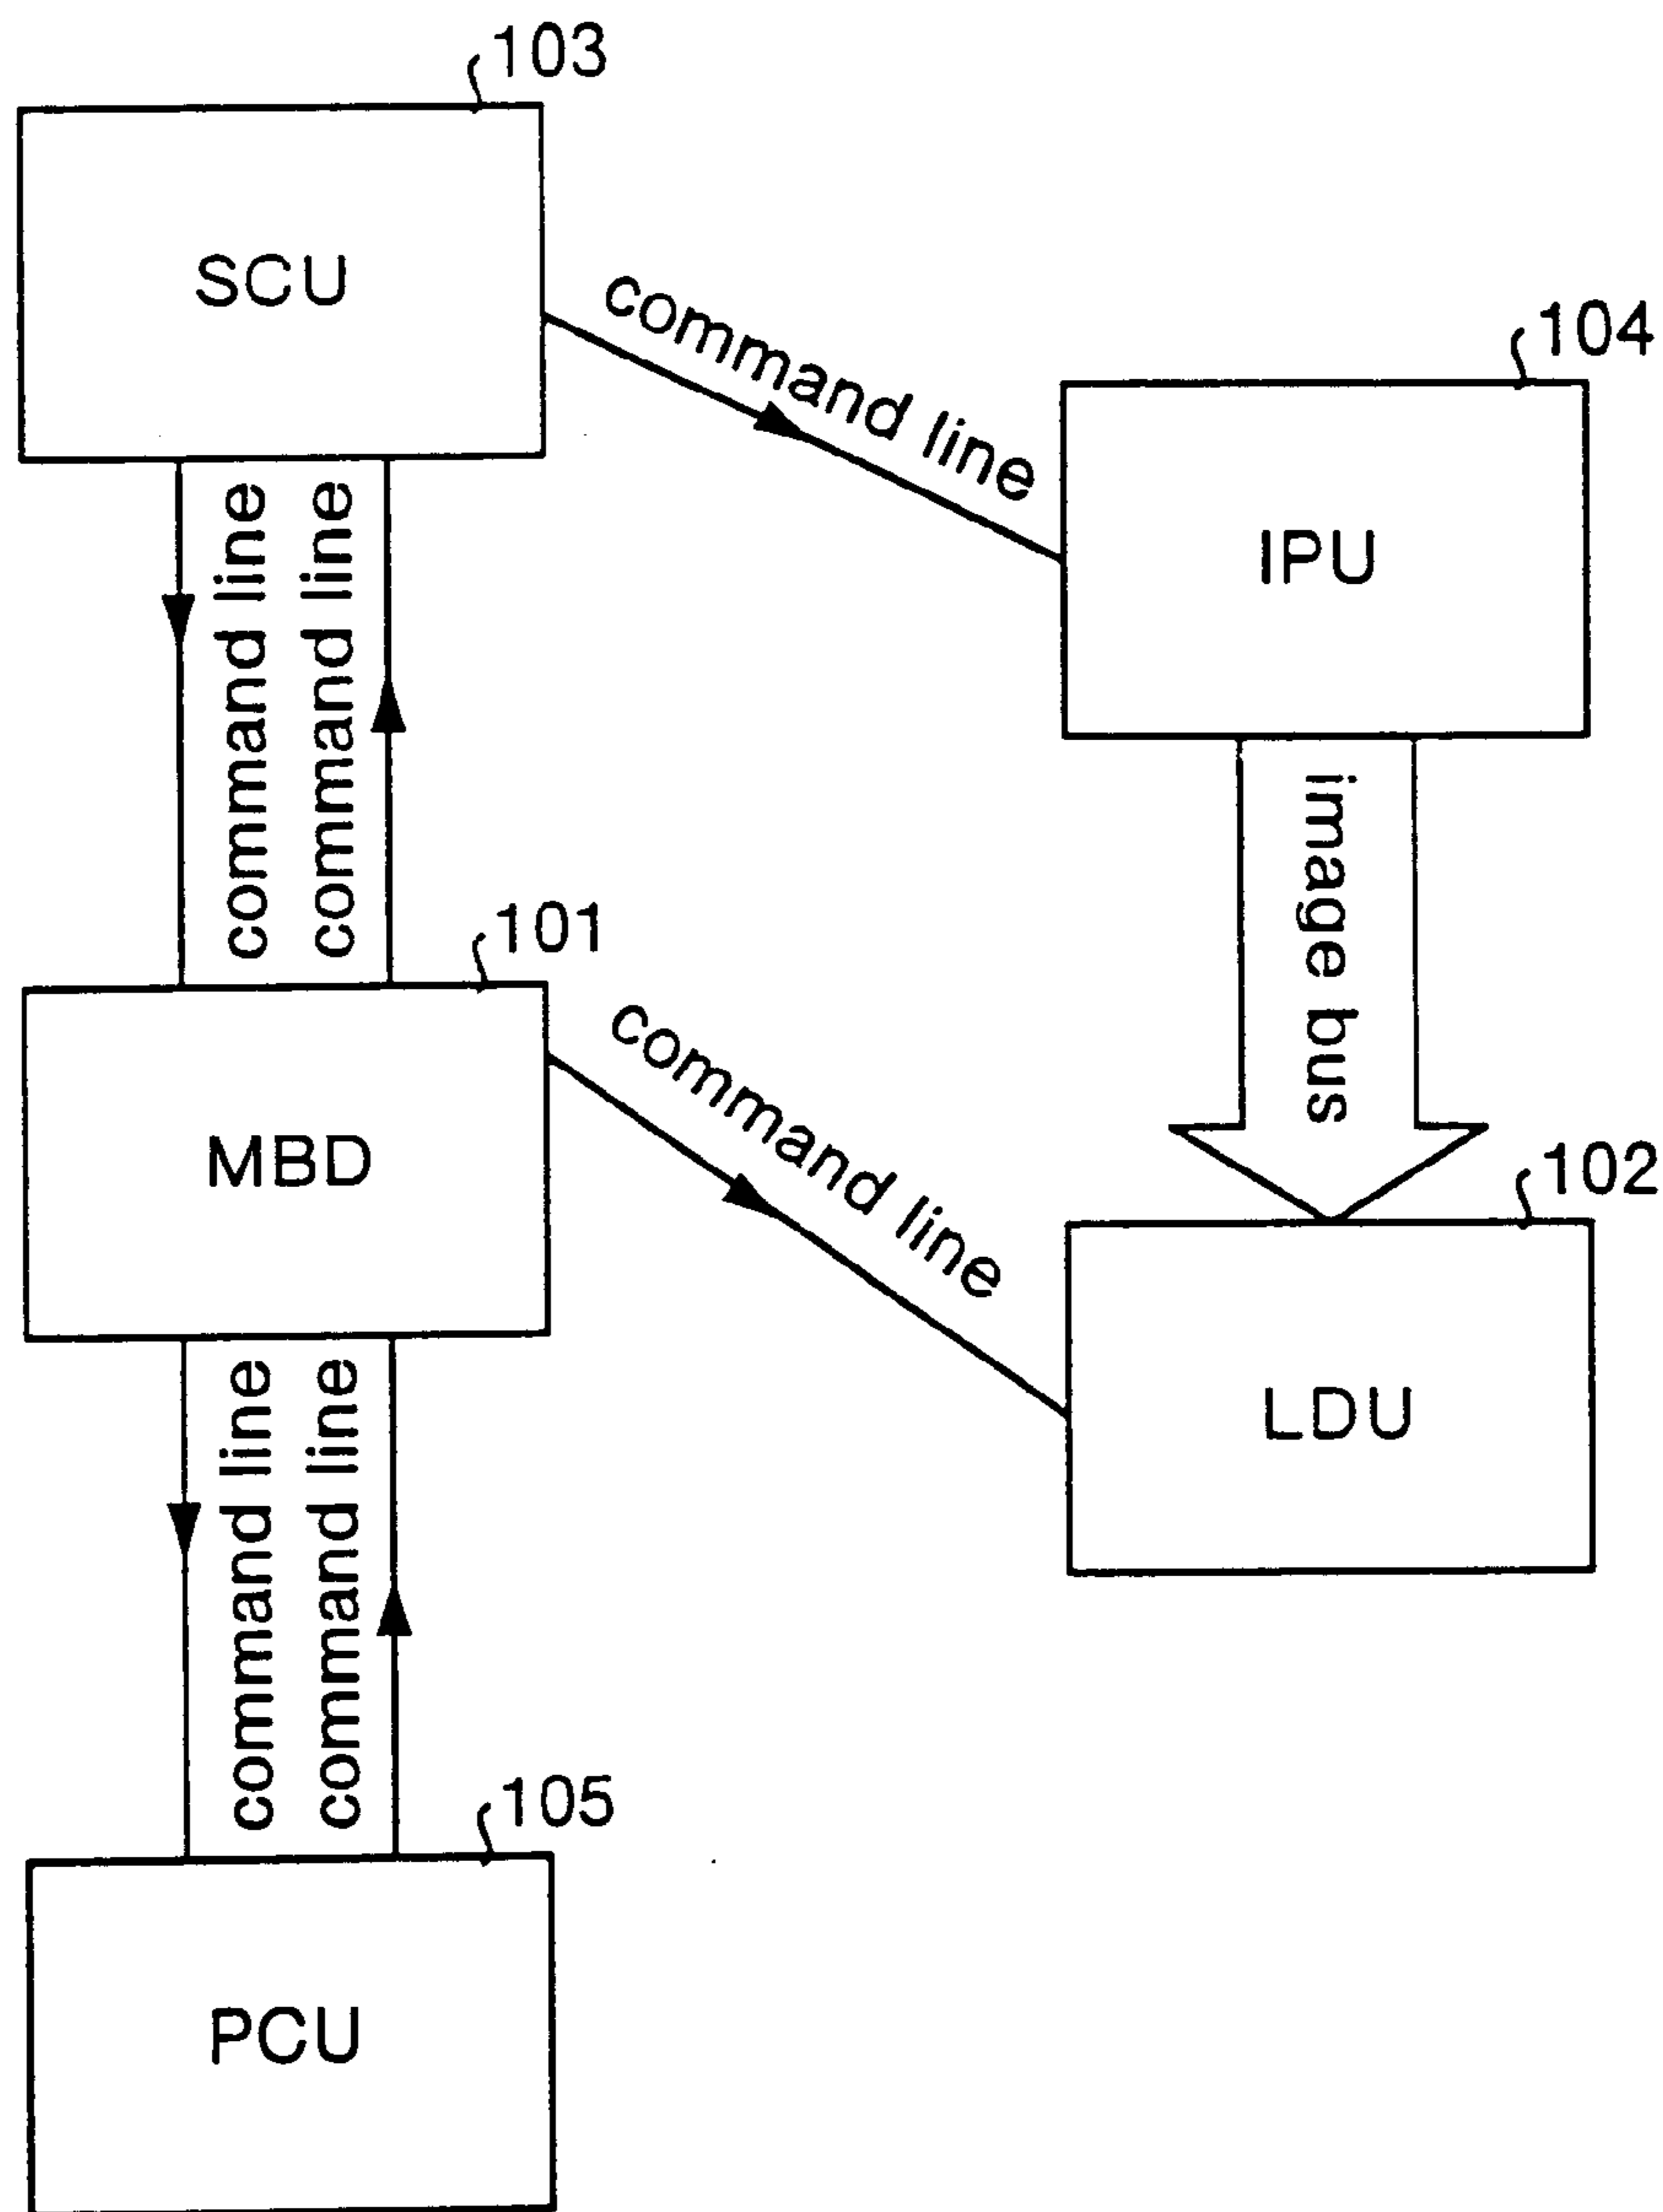 103
SCU
command line
104
IPU
command line
command line
image bus
101
MBD
command line
102
LDU
command line
command line
105
PCU